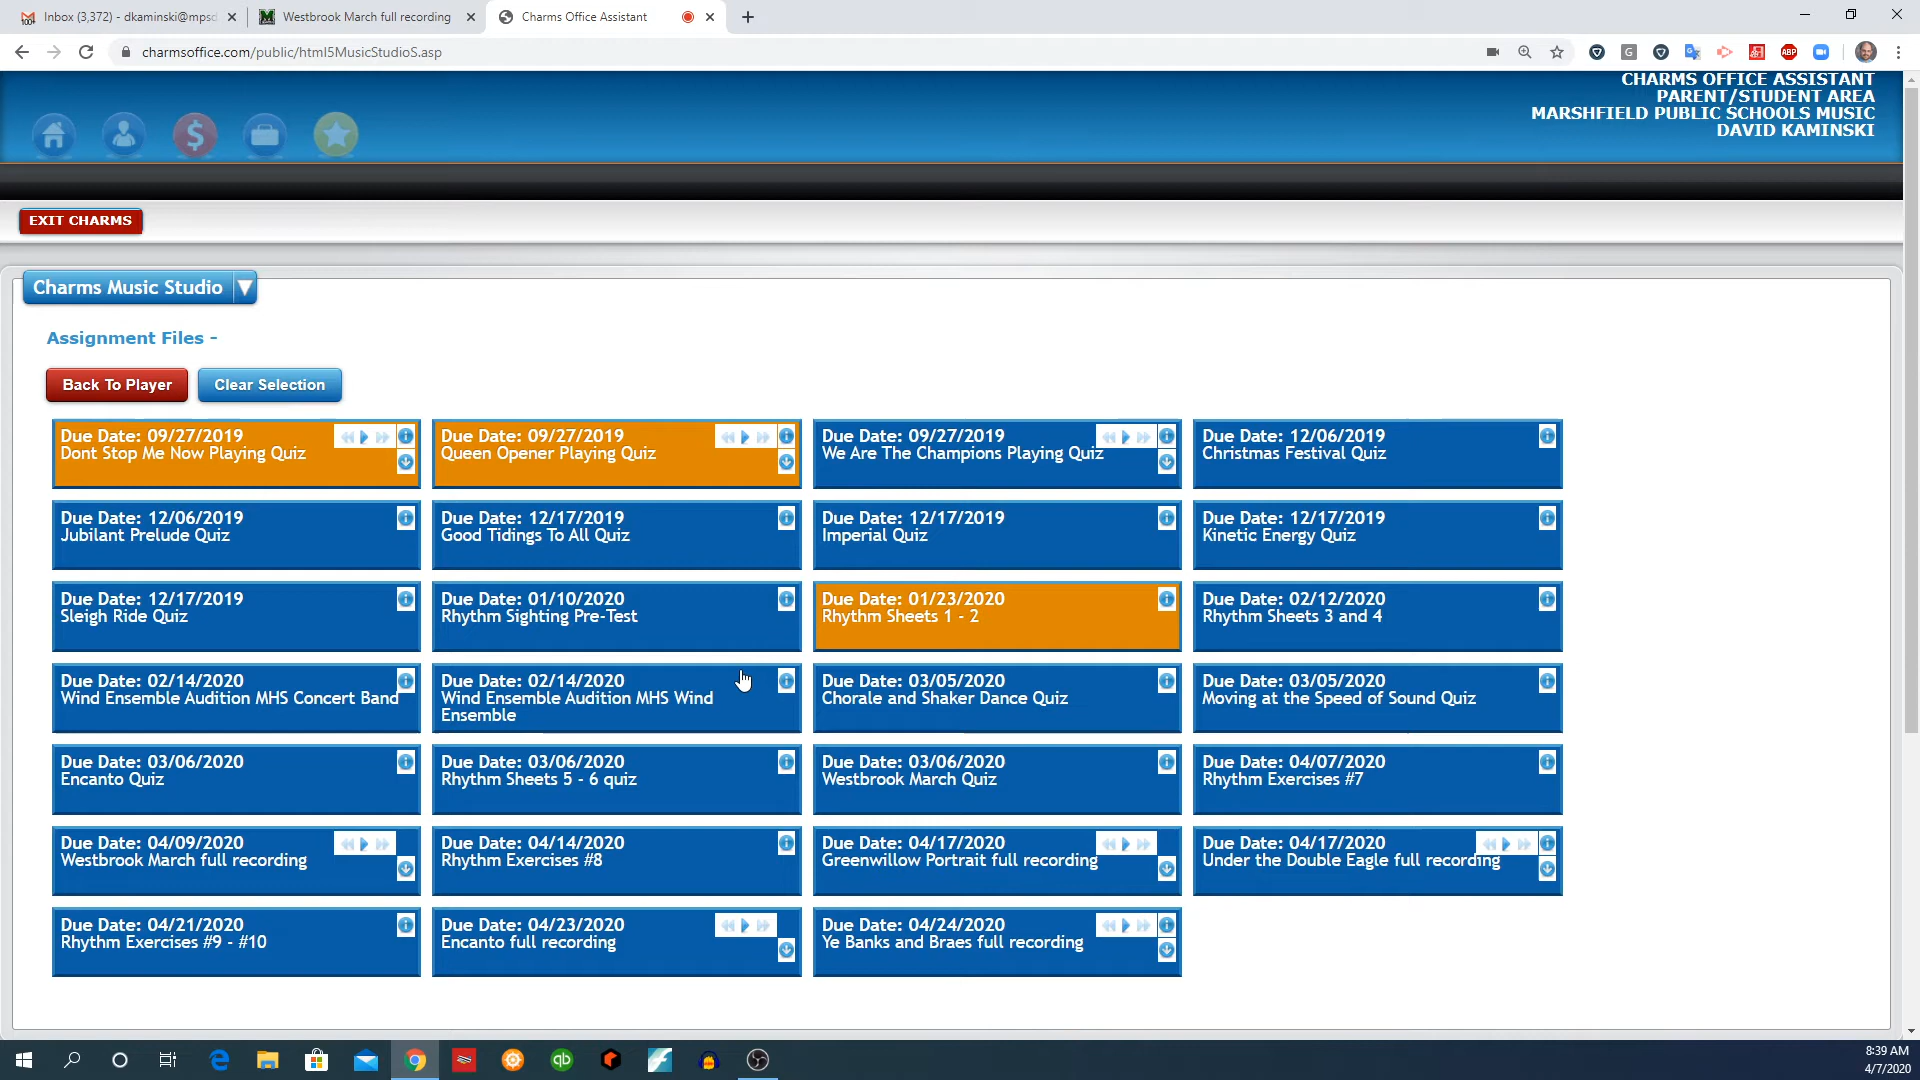 Inbox (3,372) - dkaminski@mpsd
Westbrook March full recording
Charms Office Assistant
charmsoffice.com/public/html5MusicStudioS.asp
CHARMS OFFICE ASSISTANT
PARENT/STUDENT AREA
MARSHFIELD PUBLIC SCHOOLS MUSIC
DAVID KAMINSKI
EXIT CHARMS
Charms Music Studio
Assignment Files -
Back To Player
Clear Selection
Due Date: 09/27/2019
Dont Stop Me Now Playing Quiz
Due Date: 09/27/2019
Queen Opener Playing Quiz
Due Date: 09/27/2019
We Are The Champions Playing Quiz
Due Date: 12/06/2019
Christmas Festival Quiz
Due Date: 12/06/2019
Jubilant Prelude Quiz
Due Date: 12/17/2019
Good Tidings To All Quiz
Due Date: 12/17/2019
Imperial Quiz
Due Date: 12/17/2019
Kinetic Energy Quiz
Due Date: 12/17/2019
Sleigh Ride Quiz
Due Date: 01/10/2020
Rhythm Sighting Pre-Test
Due Date: 01/23/2020
Rhythm Sheets 1 - 2
Due Date: 02/12/2020
Rhythm Sheets 3 and 4
Due Date: 02/14/2020
Wind Ensemble Audition MHS Concert Band
Due Date: 02/14/2020
Wind Ensemble Audition MHS Wind
Ensemble
Due Date: 03/05/2020
Chorale and Shaker Dance Quiz
Due Date: 03/05/2020
Moving at the Speed of Sound Quiz
Due Date: 03/06/2020
Encanto Quiz
Due Date: 03/06/2020
Rhythm Sheets 5 - 6 quiz
Due Date: 03/06/2020
Westbrook March Quiz
Due Date: 04/07/2020
Rhythm Exercises #7
Due Date: 04/09/2020
Westbrook March full recording
Due Date: 04/14/2020
Rhythm Exercises #8
Due Date: 04/17/2020
Greenwillow Portrait full recording
Due Date: 04/17/2020
Under the Double Eagle full recording
Due Date: 04/21/2020
Rhythm Exercises #9 - #10
Due Date: 04/23/2020
Encanto full recording
Due Date: 04/24/2020
Ye Banks and Braes full recording
8:39 AM
4/7/2020